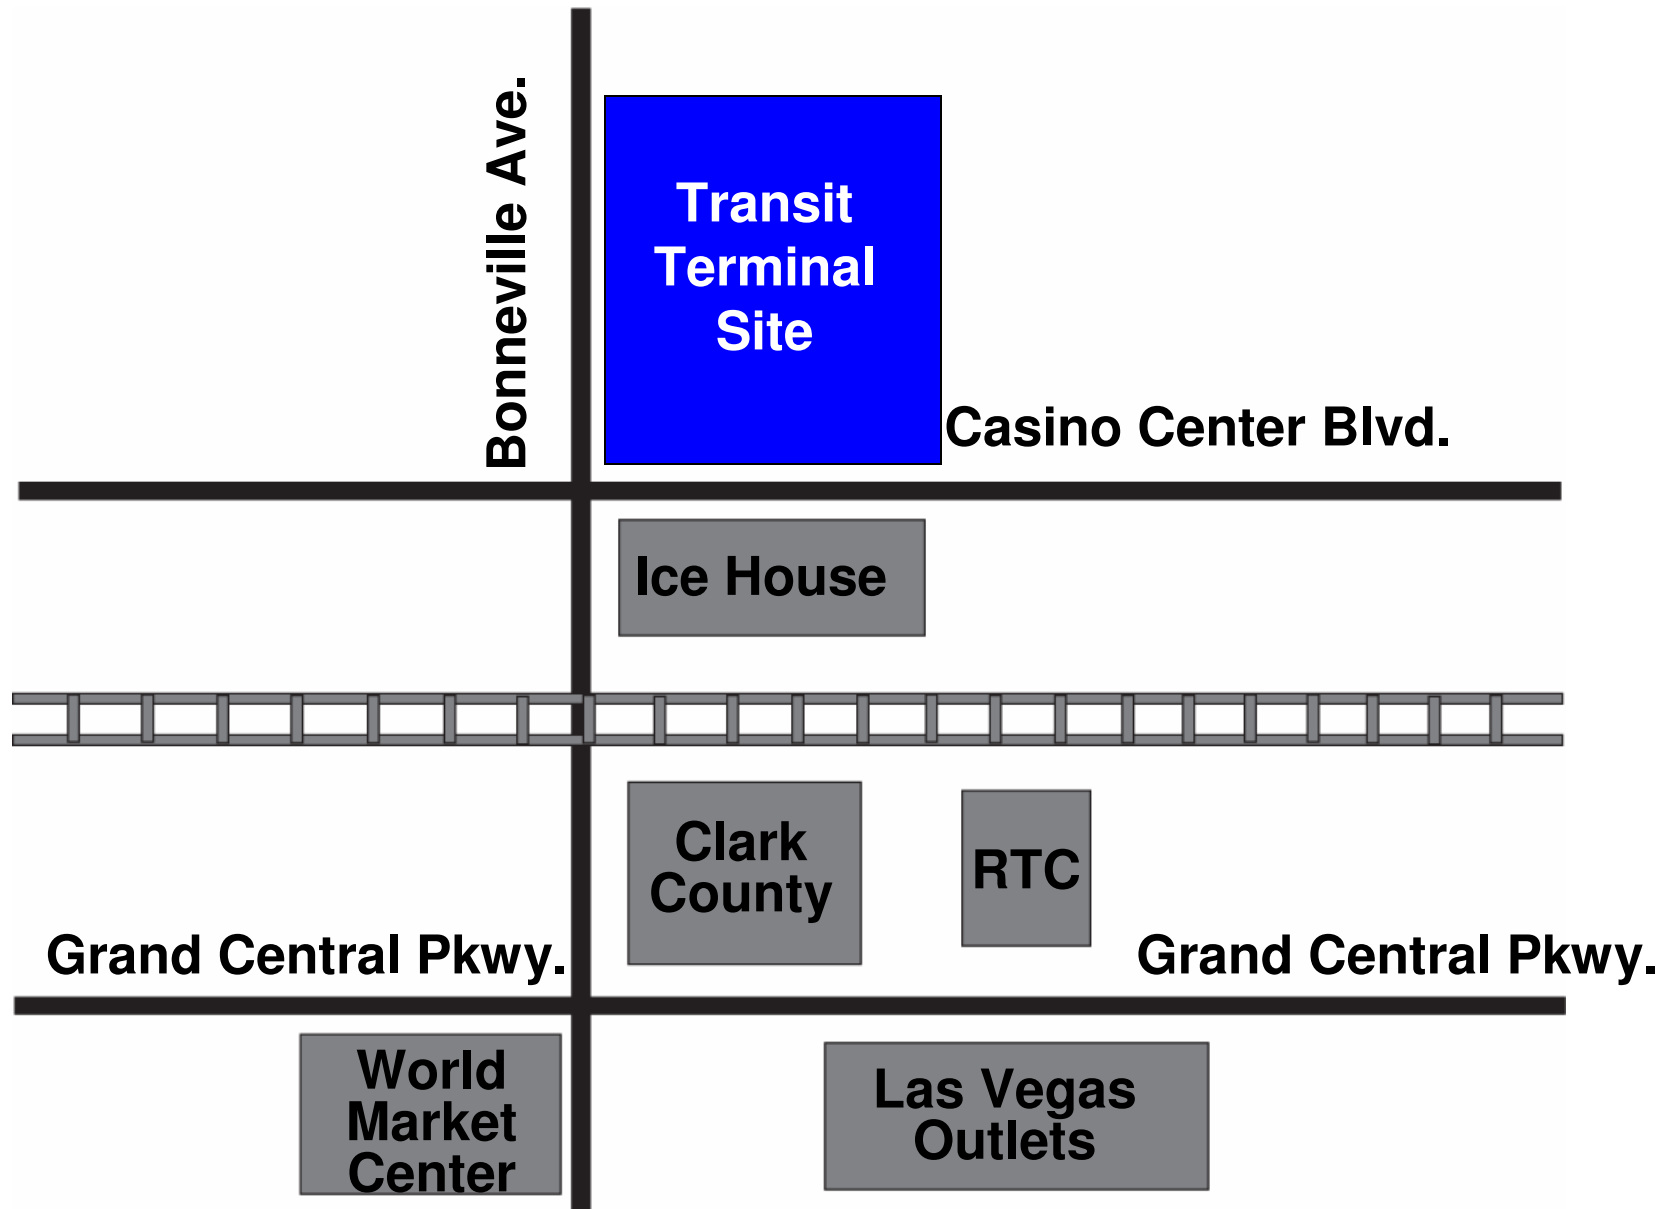 Bonneville Ave.
Transit
Terminal
Site
Casino Center Blvd.
Ice House
Clark
County
RTC
Grand Central Pkwy.
Grand Central Pkwy.
World
Market
Center
Las Vegas
Outlets